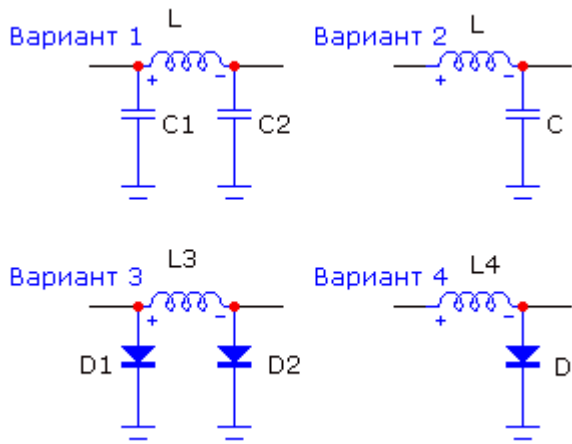 Вариант 1
L
+
-
C1
C2
Вариант 2
L
+
-
C
Вариант 3
L3
+
-
D1
D2
Вариант 4
L4
+
-
D